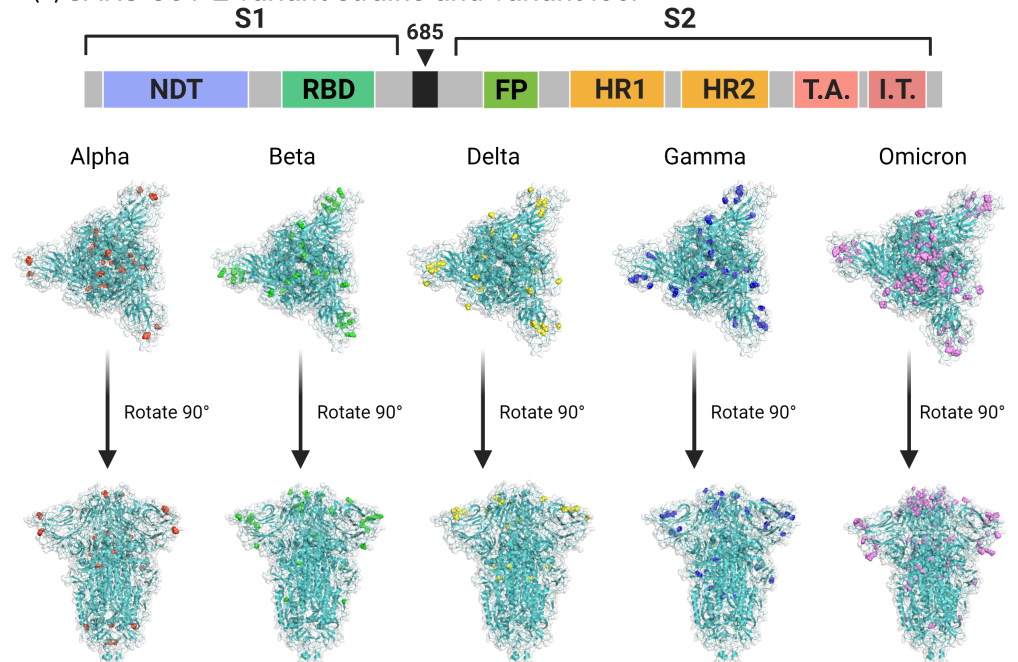 S1
S2
685
NDT
RBD
FP
HR1
HR2
T.A.
I.T.
Alpha
Beta
Delta
Gamma
Omicron
Rotate 90°
Rotate 90°
Rotate 90°
Rotate 90°
Rotate 90°